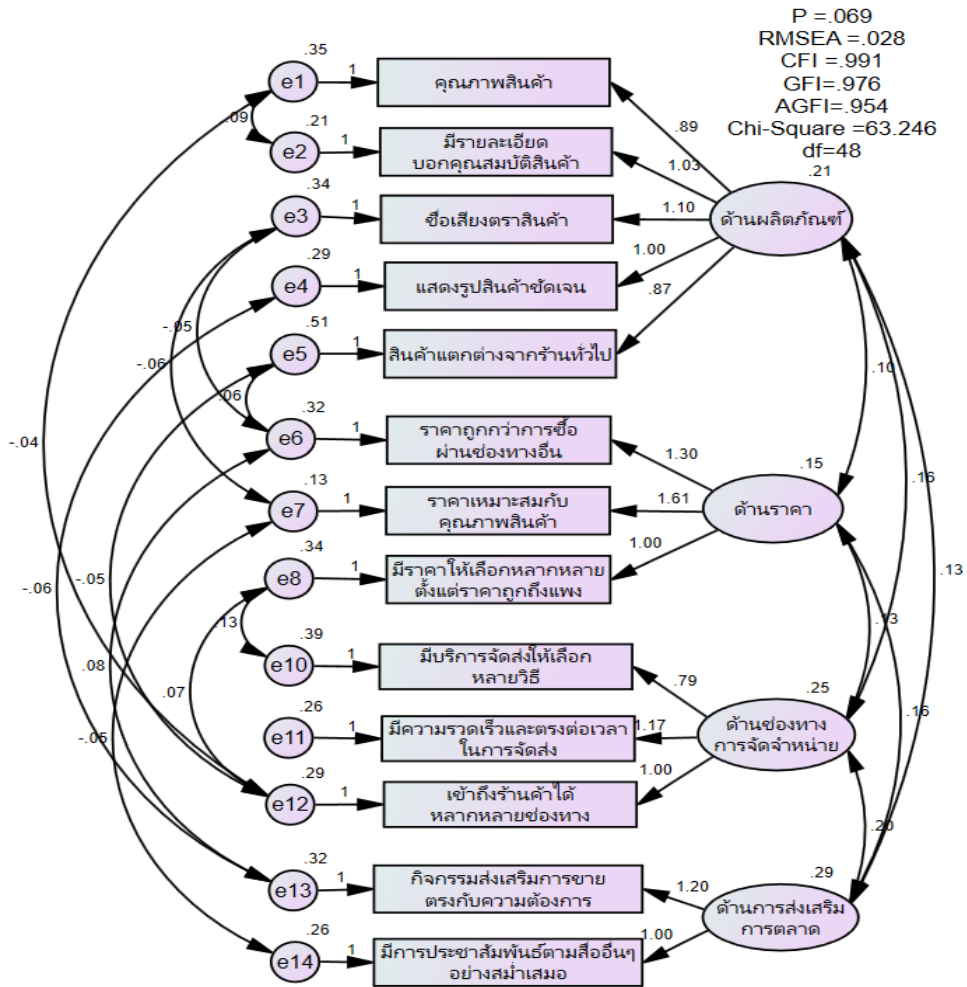 P =.069
RMSEA =.028
CFI =.991
GFI=.976
AGFI=.954
Chi-Square =63.246
df=48
.35
e1
1
คุณภาพสินค้า
.89
.09
.21
e2
1
มีรายละเอียด
บอกคุณสมบัติสินค้า
1.03
.21
ด้านผลิตภัณฑ์
.34
e3
1
ชื่อเสียงตราสินค้า
1.10
.29
e4
1
แสดงรูปสินค้าชัดเจน
1.00
-.05
.51
e5
1
สินค้าแตกต่างจากร้านทั่วไป
.87
-.06
.06
.10
.32
e6
1
ราคาถูกกว่าการซื้อ
ผ่านช่องทางอื่น
1.30
-.04
.15
ด้านราคา
.16
.13
e7
1
ราคาเหมาะสมกับ
คุณภาพสินค้า
1.61
.34
e8
1
มีราคาให้เลือกหลากหลาย
ตั้งแต่ราคาถูกถึงแพง
1.00
.13
-.06
-.05
.13
.13
.39
e10
1
มีบริการจัดส่งให้เลือก
หลายวิธี
.79
.25
ด้านช่องทาง
การจัดจำหน่าย
.08
.07
.26
e11
1
มีความรวดเร็วและตรงต่อเวลา
ในการจัดส่ง
1.17
.16
-.05
.29
e12
1
เข้าถึงร้านค้าได้
หลากหลายช่องทาง
1.00
.20
.32
e13
1
กิจกรรมส่งเสริมการขาย
ตรงกับความต้องการ
1.20
.29
ด้านการส่งเสริม
การตลาด
.26
e14
1
มีการประชาสัมพันธ์ตามสื่ออื่นๆ
อย่างสม่ำเสมอ
1.00